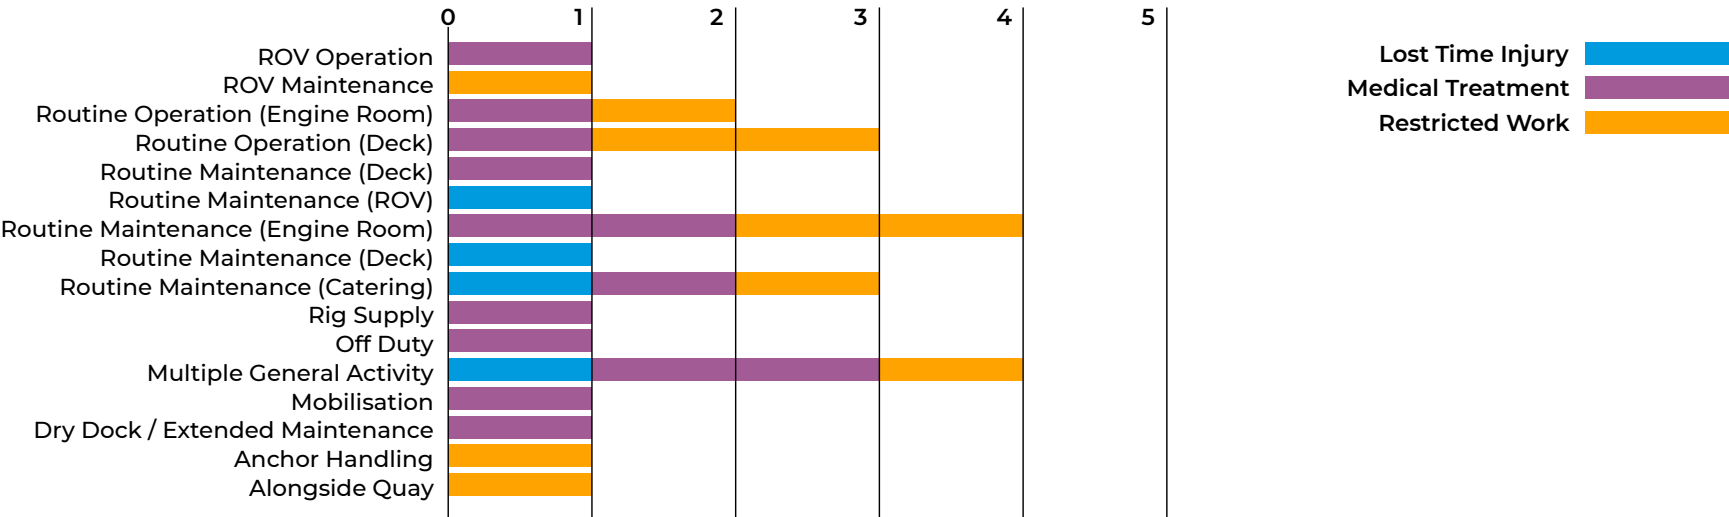 0 1 2 3 4 5
ROV Operation
ROV Maintenance
Routine Operation (Engine Room)
Routine Operation (Deck)
Routine Maintenance (Deck)
Routine Maintenance (ROV)
Routine Maintenance (Engine Room)
Routine Maintenance (Deck)
Routine Maintenance (Catering)
Rig Supply
Off Duty
Multiple General Activity
Mobilisation
Dry Dock / Extended Maintenance
Anchor Handling
Alongside Quay
Lost Time Injury
Medical Treatment
Restricted Work